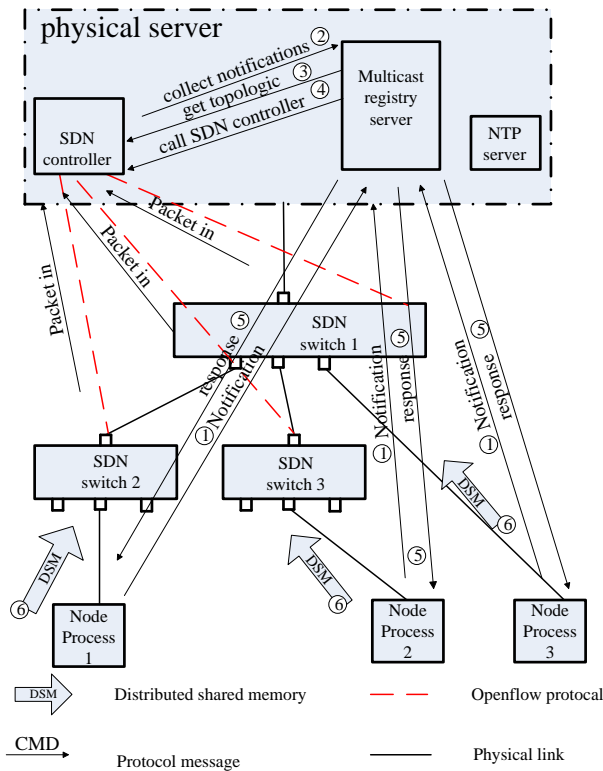 physical server
collect notifications ②
get topologic ③
call SDN controller ④
SDN
controller
Multicast
registry
server
NTP
server
Packet in
Packet in
Packet in
SDN
switch 1
⑤
response
① Notification
① Notification
⑤
response
⑤
① Notification
⑤
response
SDN
switch 2
SDN
switch 3
DSM
⑥
DSM
⑥
DSM
⑥
Node
Process
1
Node
Process
2
Node
Process
3
DSM
Distributed shared memory
Openflow protocal
CMD
Protocol message
Physical link